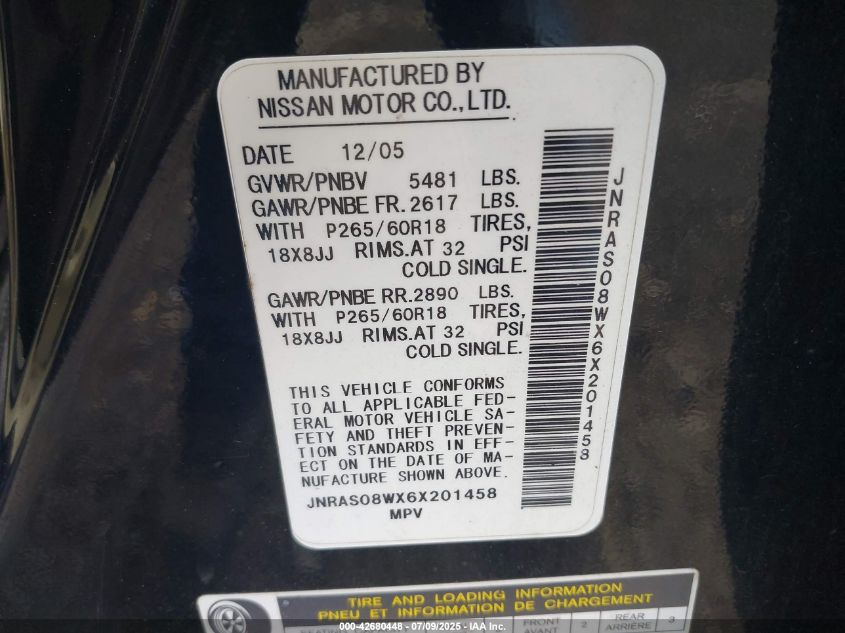 MANUFACTURED BY
NISSAN MOTOR CO.,LTD.
DATE 12/05
GVWR/PNBV 5481 LBS.
GAWR/PNBE FR. 2617 LBS.
WITH P265/60R18 TIRES,
18X8JJ RIMS.AT 32 PSI
COLD SINGLE.
GAWR/PNBE RR. 2890 LBS.
WITH P265/60R18 TIRES,
18X8JJ RIMS.AT 32 PSI
COLD SINGLE.
THIS VEHICLE CONFORMS
TO ALL APPLICABLE FED-
ERAL MOTOR VEHICLE SA-
FETY AND THEFT PREVEN-
TION STANDARDS IN EFF-
ECT ON THE DATE OF MA-
NUFACTURE SHOWN ABOVE.
JNRAS08WX6X201458
MPV
JNRAS08WX6X201458
TIRE AND LOADING INFORMATION
PNEU ET INFORMATION DE CHARGEMENT
FRONT 2 REAR 3
AVANT ARRIÈRE
000-42680448 - 07/09/2025 - IAA Inc.